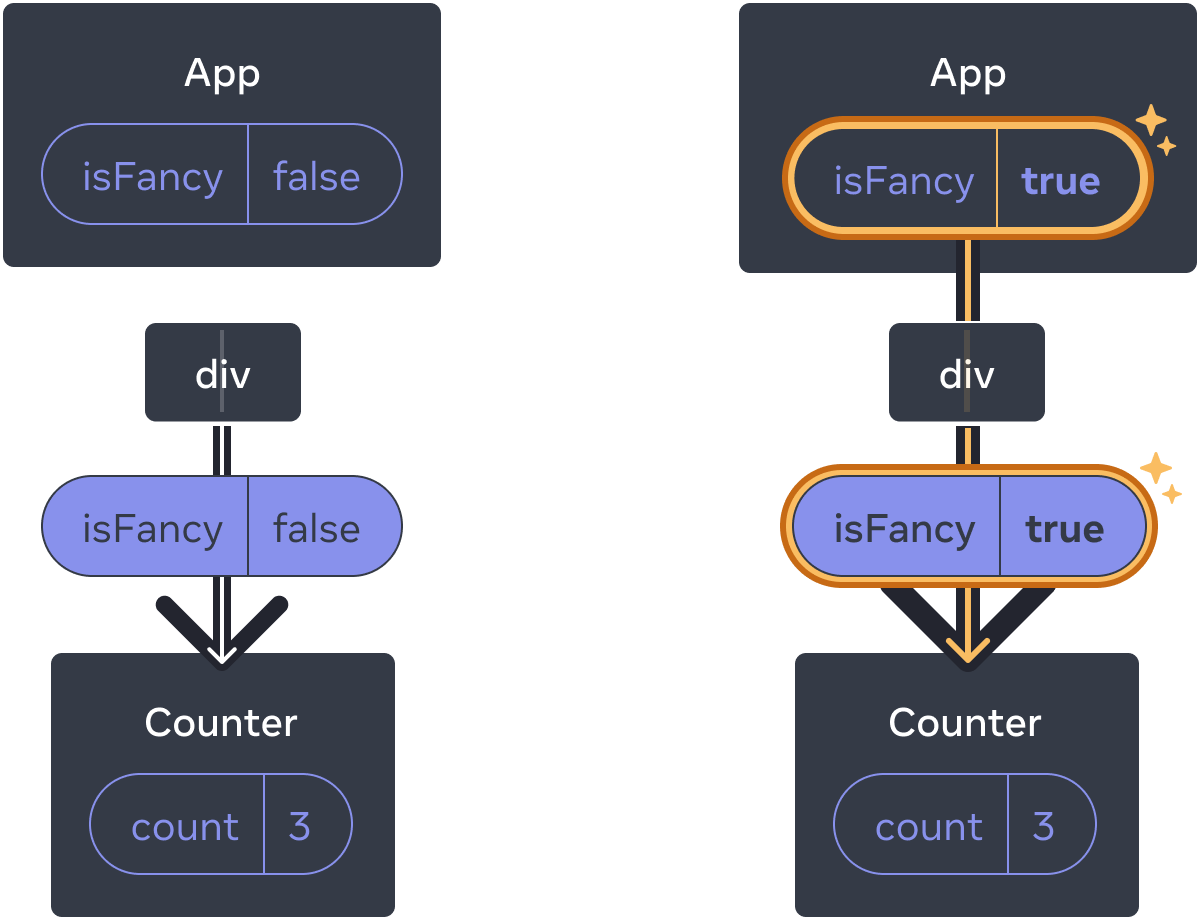 App
isFancy false
div
isFancy false
Counter
count 3
App
isFancy true
div
isFancy true
Counter
count 3